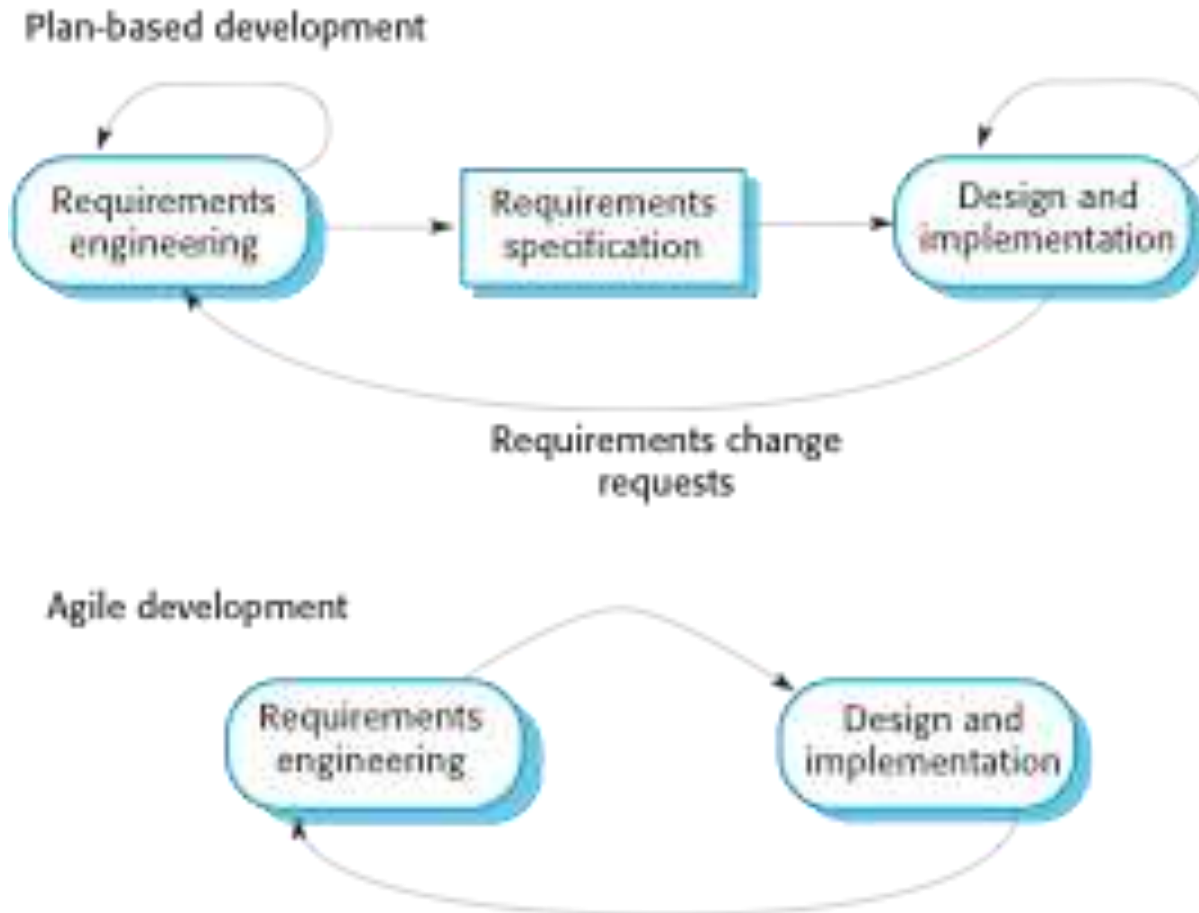 Plan-based development
Requirements
engineering
Requirements
specification
Design and
implementation
Requirements change
requests
Agile development
Requirements
engineering
Design and
implementation